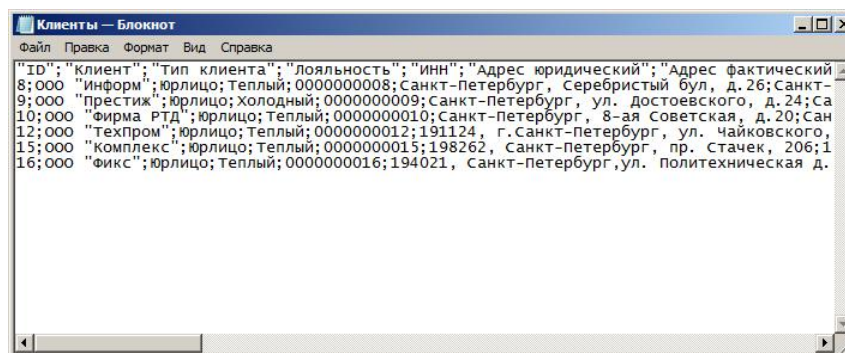 Клиенты — Блокнот
Файл Правка Формат Вид Справка
"ID";"Клиент";"Тип клиента";"Лояльность";"ИНН";"Адрес юридический";"Адрес фактический
8;ООО "Информ";Юрлицо;Теплый;0000000008;Санкт-Петербург, Серебристый бул, д.26;Санкт-
9;ООО "Престиж";Юрлицо;Холодный;0000000009;Санкт-Петербург, ул. Достоевского, д.24;Са
10;ООО "Фирма РТД";Юрлицо;Теплый;0000000010;Санкт-Петербург, 8-ая Советская, д.20;Сан
12;ООО "ТехПром";Юрлицо;Теплый;0000000012;191124, г.Санкт-Петербург, ул. Чайковского,
15;ООО "Комплекс";Юрлицо;Теплый;0000000015;198262, Санкт-Петербург, пр. Стачек, 206;1
16;ООО "Фикс";Юрлицо;Теплый;0000000016;194021, Санкт-Петербург,ул. Политехническая д.